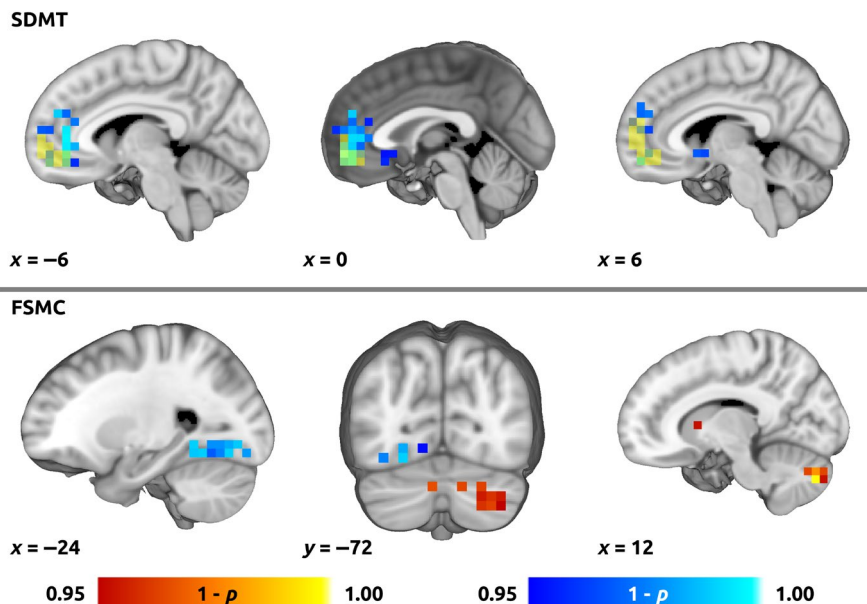 SDMT
x = −6
x = 0
x = 6
FSMC
x = −24
y = −72
x = 12
0.95 1 - p 1.00 0.95 1 - p 1.00